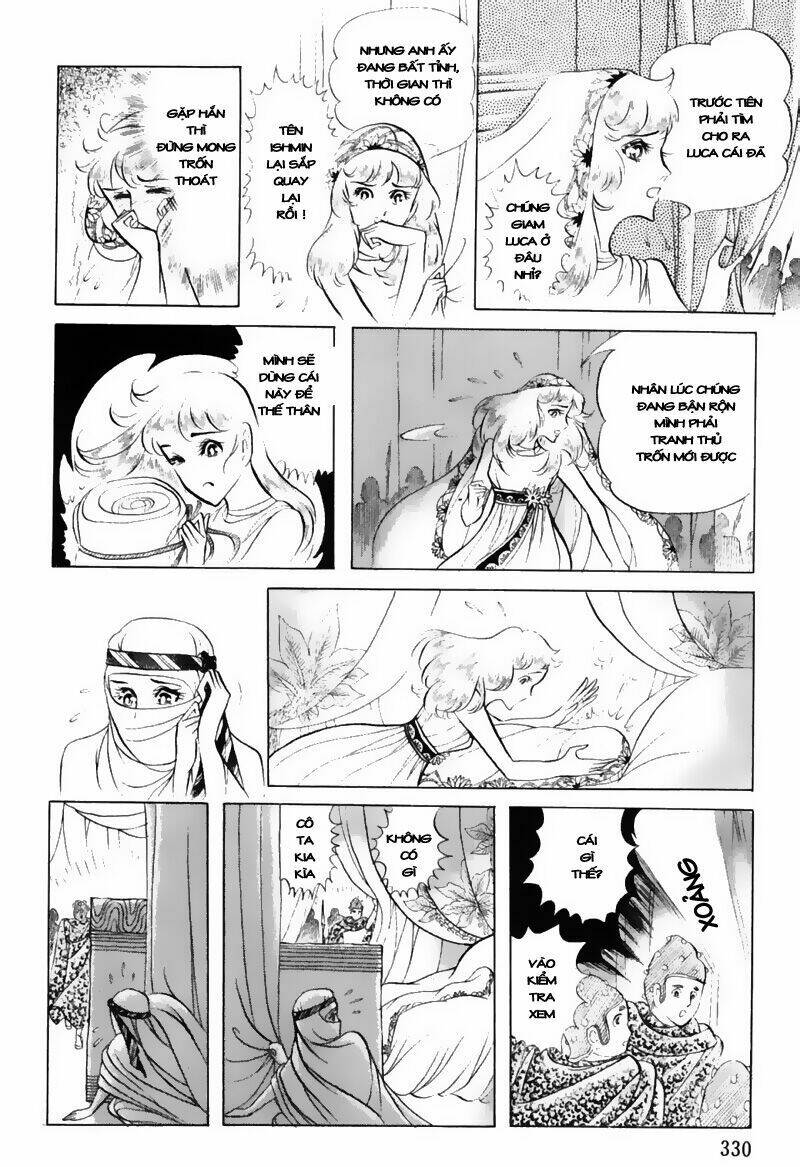 TRƯỚC TIÊN
PHẢI TÌM
CHO RA
LUCA CÁI ĐÃ
CHÚNG
GIAM
LUCA Ở
ĐÂU
NHỈ?
NHƯNG ANH ẤY
ĐANG BẤT TỈNH,
THỜI GIAN THÌ
KHÔNG CÓ
TÊN
ISHMIN
LẠI SẮP
QUAY
LẠI
RỒI !
GẶP HẮN
THÌ
ĐỪNG MONG
TRỐN
THOÁT
NHÂN LÚC CHÚNG
ĐANG BẬN RỘN
MÌNH PHẢI
TRANH THỦ
TRỐN MỚI ĐƯỢC
MÌNH SẼ
DÙNG CÁI
NÀY ĐỂ
THẾ THÂN
XOẢNG
CÁI
GÌ
THẾ?
VÀO
KIỂM
TRA
XEM
KHÔNG
CÓ
GÌ
CÔ
TA
KIA
KÌA
330